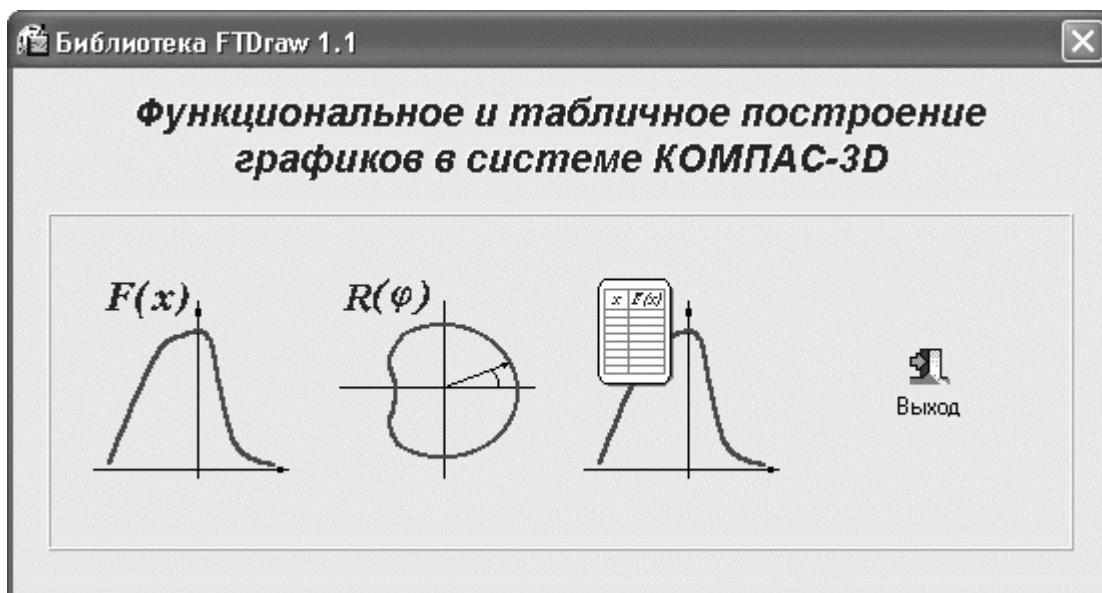 Библиотека FTDraw 1.1
Функциональное и табличное построение
графиков в системе КОМПАС-3D
F(x)
R(φ)
x F(x)
Выход